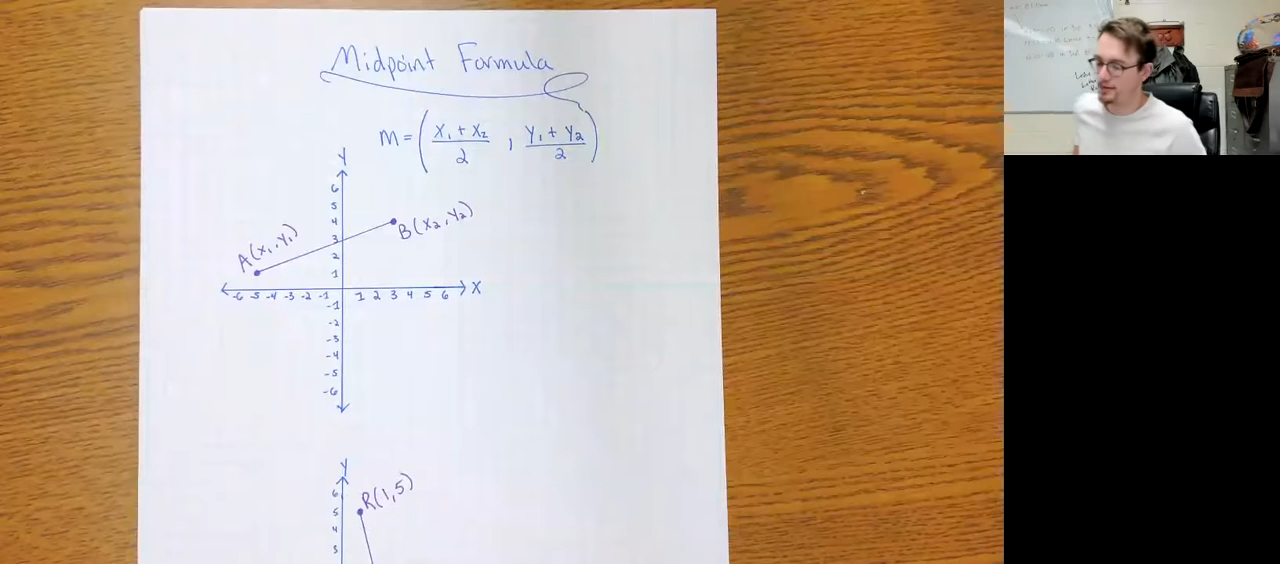 Midpoint Formula
M = ( X₁ + X₂ / 2 , Y₁ + Y₂ / 2 )
Y
6
5
4
3
2
1
A(X₁, Y₁)
B(X₂, Y₂)
-6 -5 -4 -3 -2 -1 1 2 3 4 5 6 X
-1
-2
-3
-4
-5
-6
Y
6
5
4
3
R(1,5)